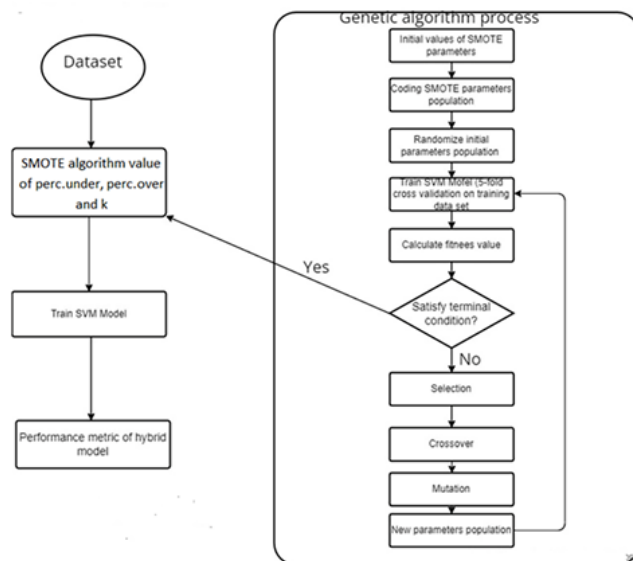 Dataset
SMOTE algorithm value
of perc.under, perc.over
and k
Train SVM Model
Performance metric of hybrid
model
Genetic algorithm process
Initial values of SMOTE
parameters
Coding SMOTE parameters
population
Randomize initial
parameters population
Train SVM Mofel (5-fold
cross validation on training
data set
Calculate fitnees value
Satisfy terminal
condition?
Yes
No
Selection
Crossover
Mutation
New parameters population